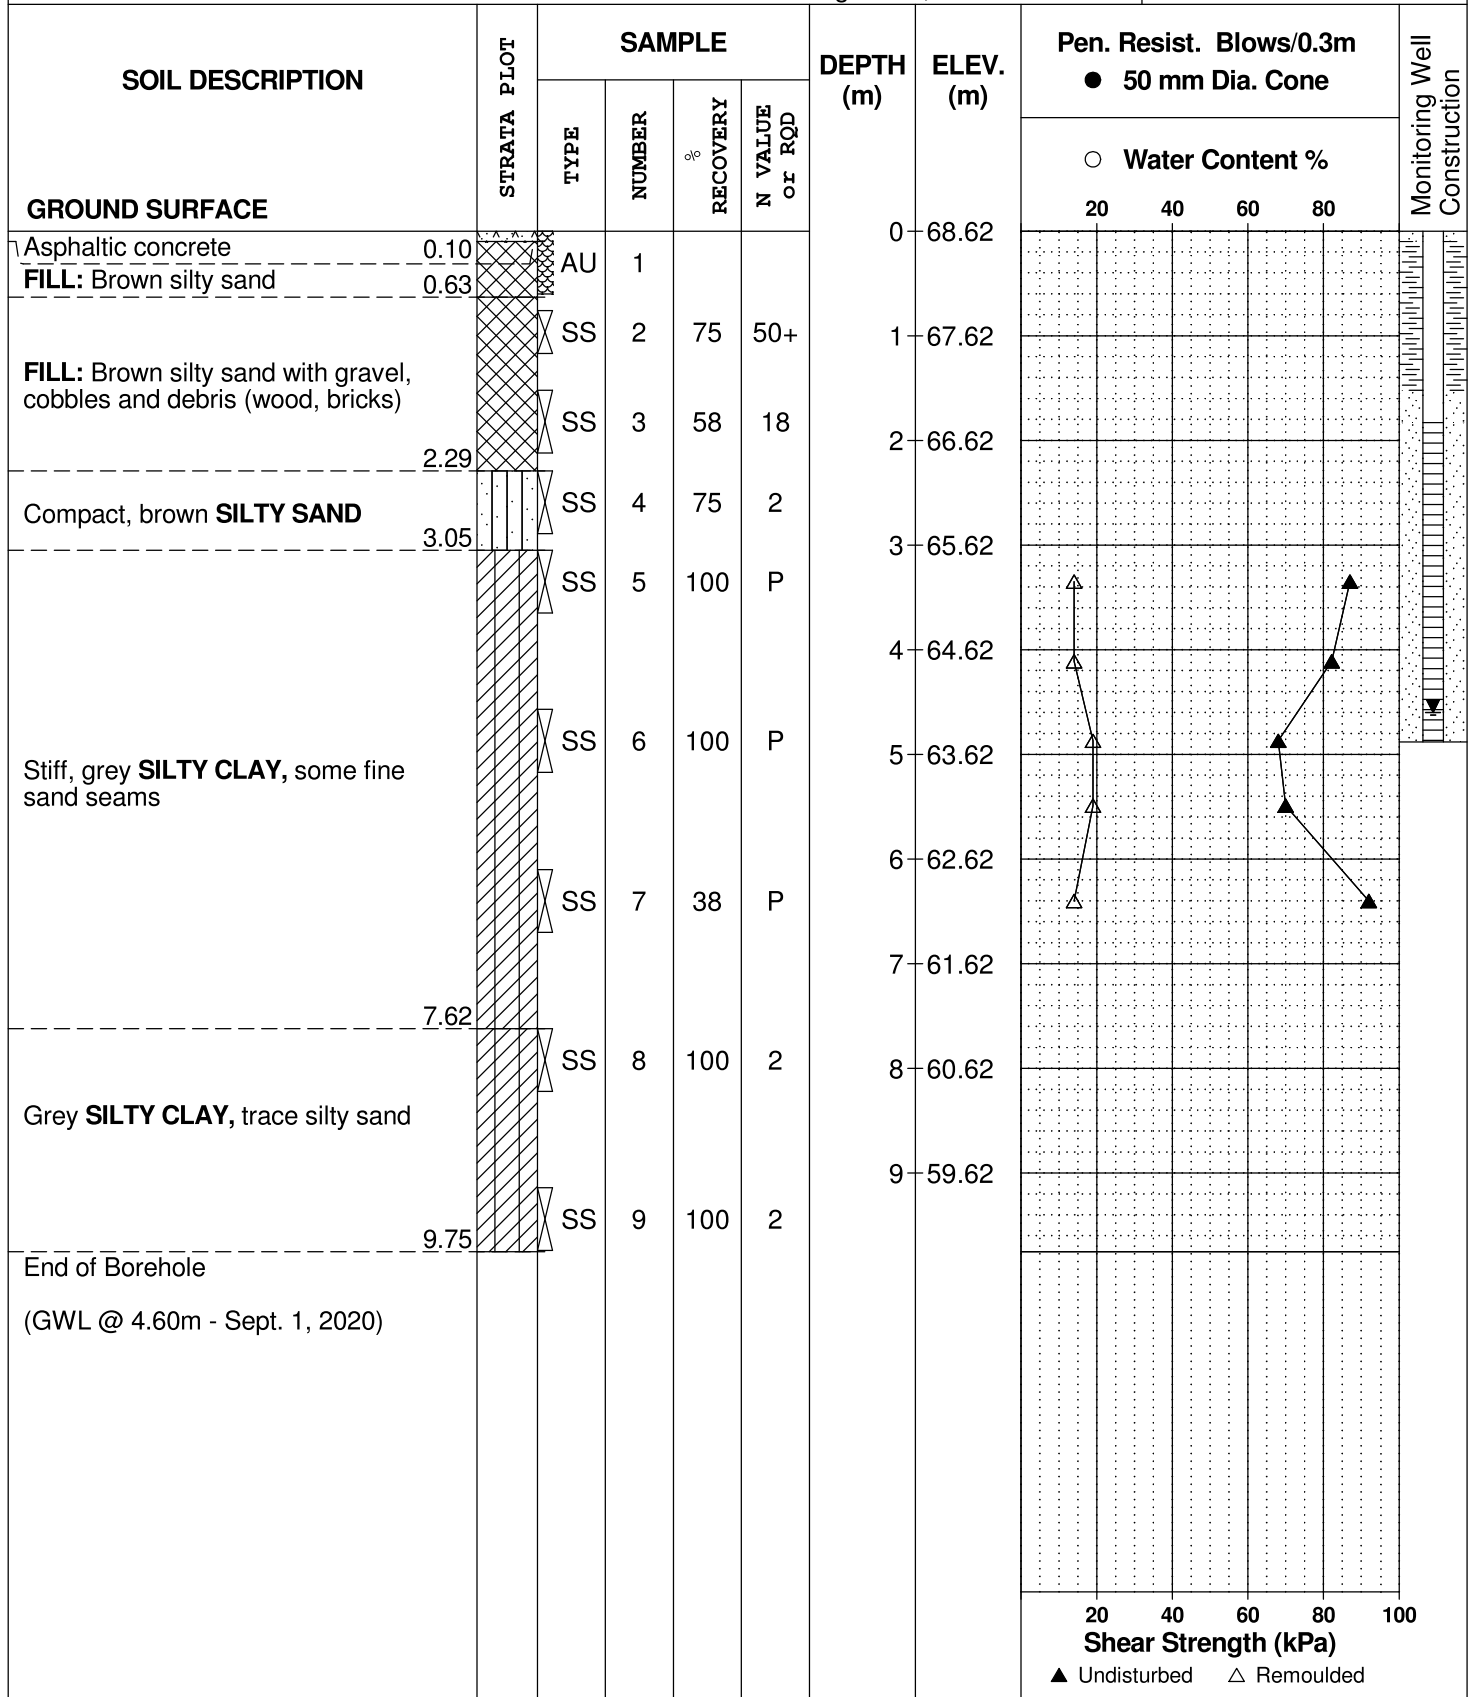 SOIL DESCRIPTION
GROUND SURFACE
STRATA PLOT
SAMPLE
TYPE
NUMBER
%
RECOVERY
N VALUE
or RQD
DEPTH
(m)
ELEV.
(m)
Pen. Resist. Blows/0.3m
● 50 mm Dia. Cone
○ Water Content %
20 40 60 80
Monitoring Well
Construction
0 68.62
Asphaltic concrete 0.10
AU 1
FILL: Brown silty sand 0.63
SS 2 75 50+
1 67.62
FILL: Brown silty sand with gravel,
cobbles and debris (wood, bricks)
SS 3 58 18
2 66.62
2.29
SS 4 75 2
Compact, brown SILTY SAND
3.05
3 65.62
SS 5 100 P
4 64.62
SS 6 100 P
5 63.62
Stiff, grey SILTY CLAY, some fine
sand seams
6 62.62
SS 7 38 P
7 61.62
7.62
SS 8 100 2
8 60.62
Grey SILTY CLAY, trace silty sand
9 59.62
SS 9 100 2
9.75
End of Borehole
(GWL @ 4.60m - Sept. 1, 2020)
20 40 60 80 100
Shear Strength (kPa)
▲ Undisturbed △ Remoulded